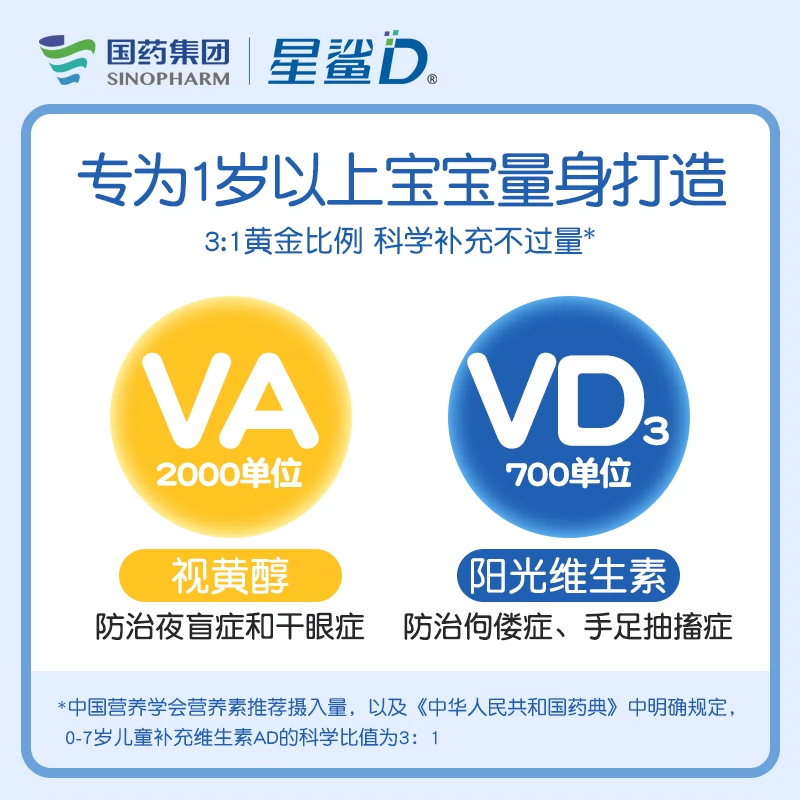 国药集团
SINOPHARM
星鲨D®
专为1岁以上宝宝量身打造
3:1黄金比例 科学补充不过量*
VA
2000单位
视黄醇
防治夜盲症和干眼症
VD3
700单位
阳光维生素
防治佝偻症、手足抽搐症
*中国营养学会营养素推荐摄入量，以及《中华人民共和国药典》中明确规定，
0-7岁儿童补充维生素AD的科学比值为3：1